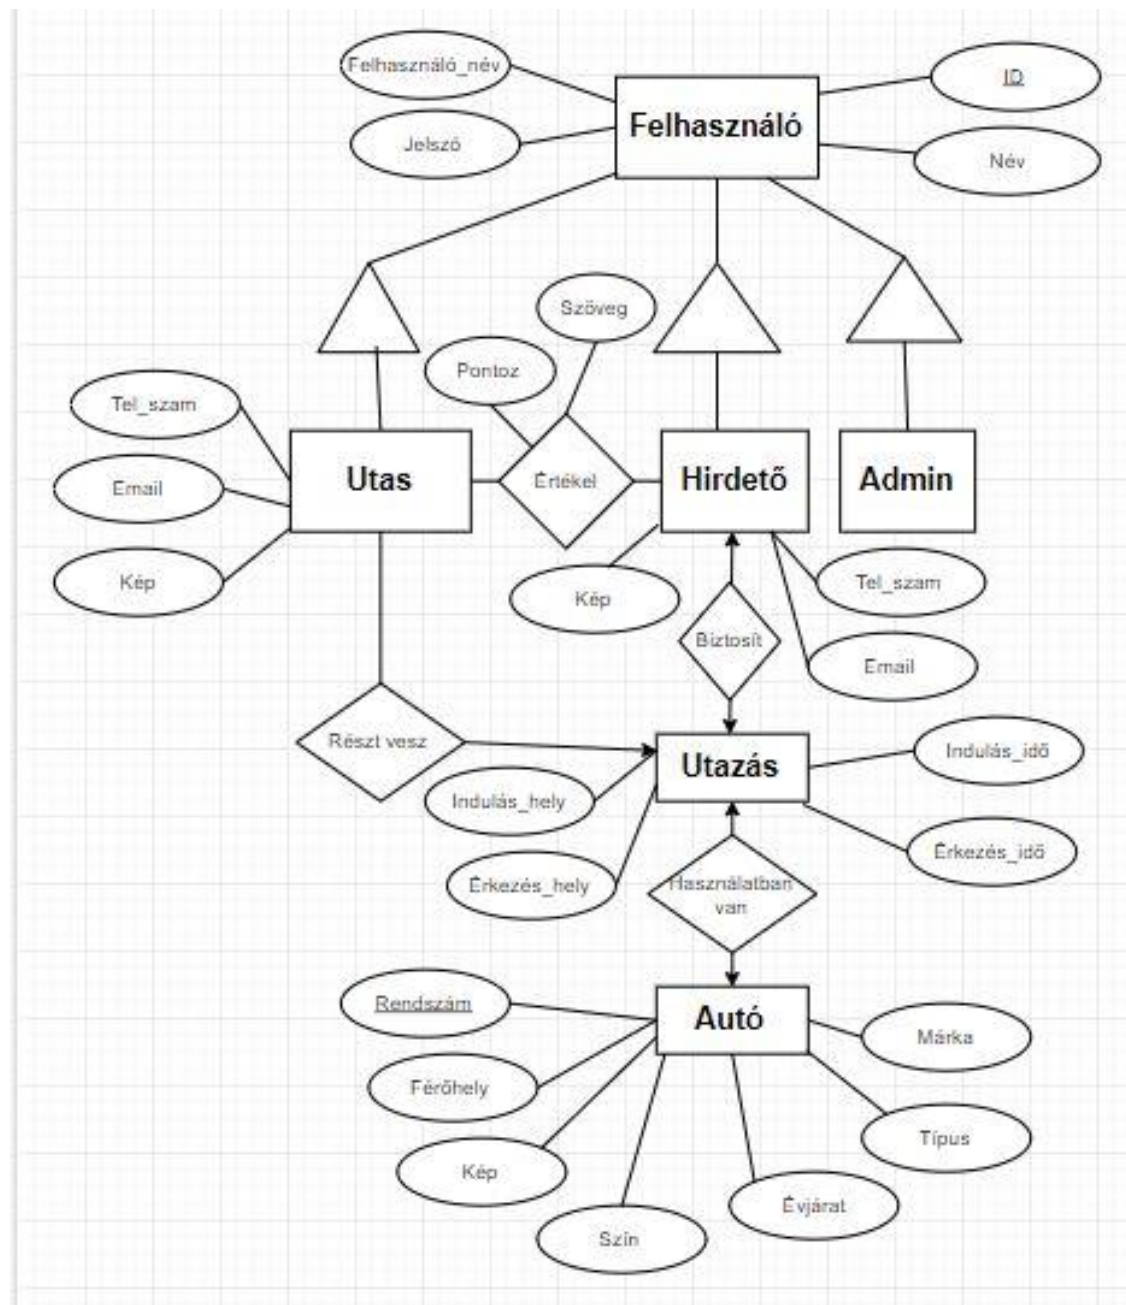 Felhasználó_név
ID
Felhasználó
Jelszó
Név
Szöveg
Pontoz
Tel_szam
Utas
Értékel
Hirdető
Admin
Email
Kép
Kép
Tel_szam
Biztosít
Email
Részt vesz
Utazás
Indulás_idő
Indulás_hely
Érkezés_idő
Érkezés_hely
Használatban
van
Rendszám
Autó
Márka
Férőhely
Típus
Kép
Évjárat
Szín